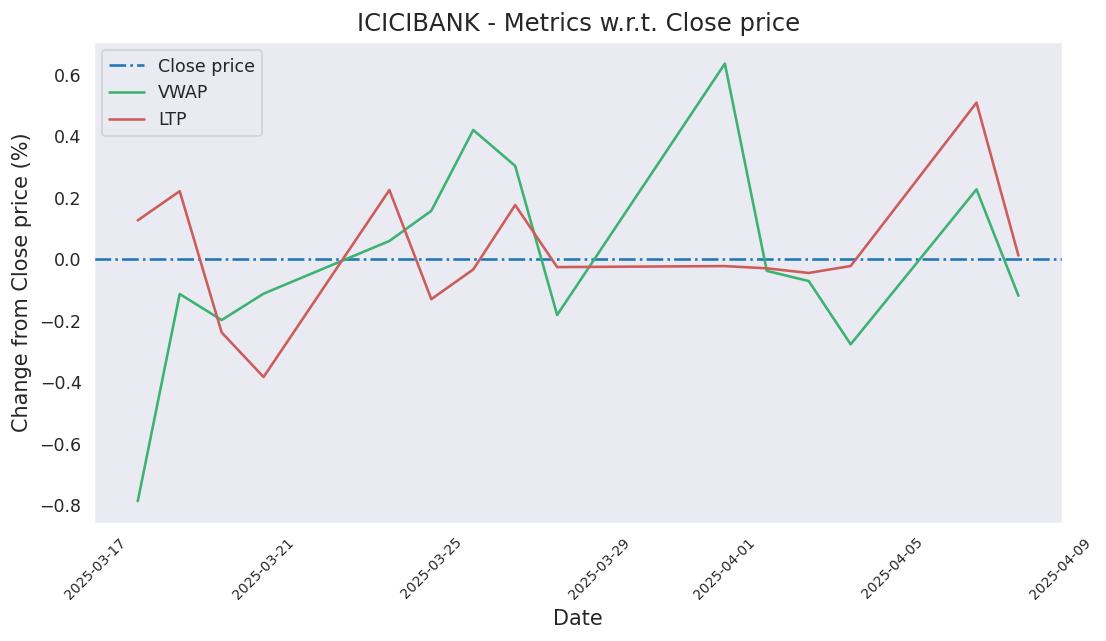 ICICIBANK - Metrics w.r.t. Close price
Close price
VWAP
LTP
Change from Close price (%)
0.6
0.4
0.2
0.0
−0.2
−0.4
−0.6
−0.8
2025-03-17
2025-03-21
2025-03-25
2025-03-29
2025-04-01
2025-04-05
2025-04-09
Date